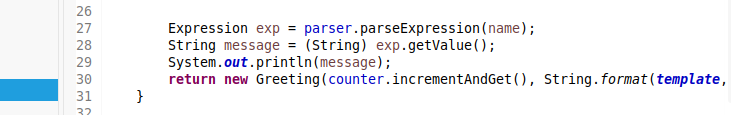 26
27 Expression exp = parser.parseExpression(name);
28 String message = (String) exp.getValue();
29 System.out.println(message);
30 return new Greeting(counter.incrementAndGet(), String.format(template,
31 }
32